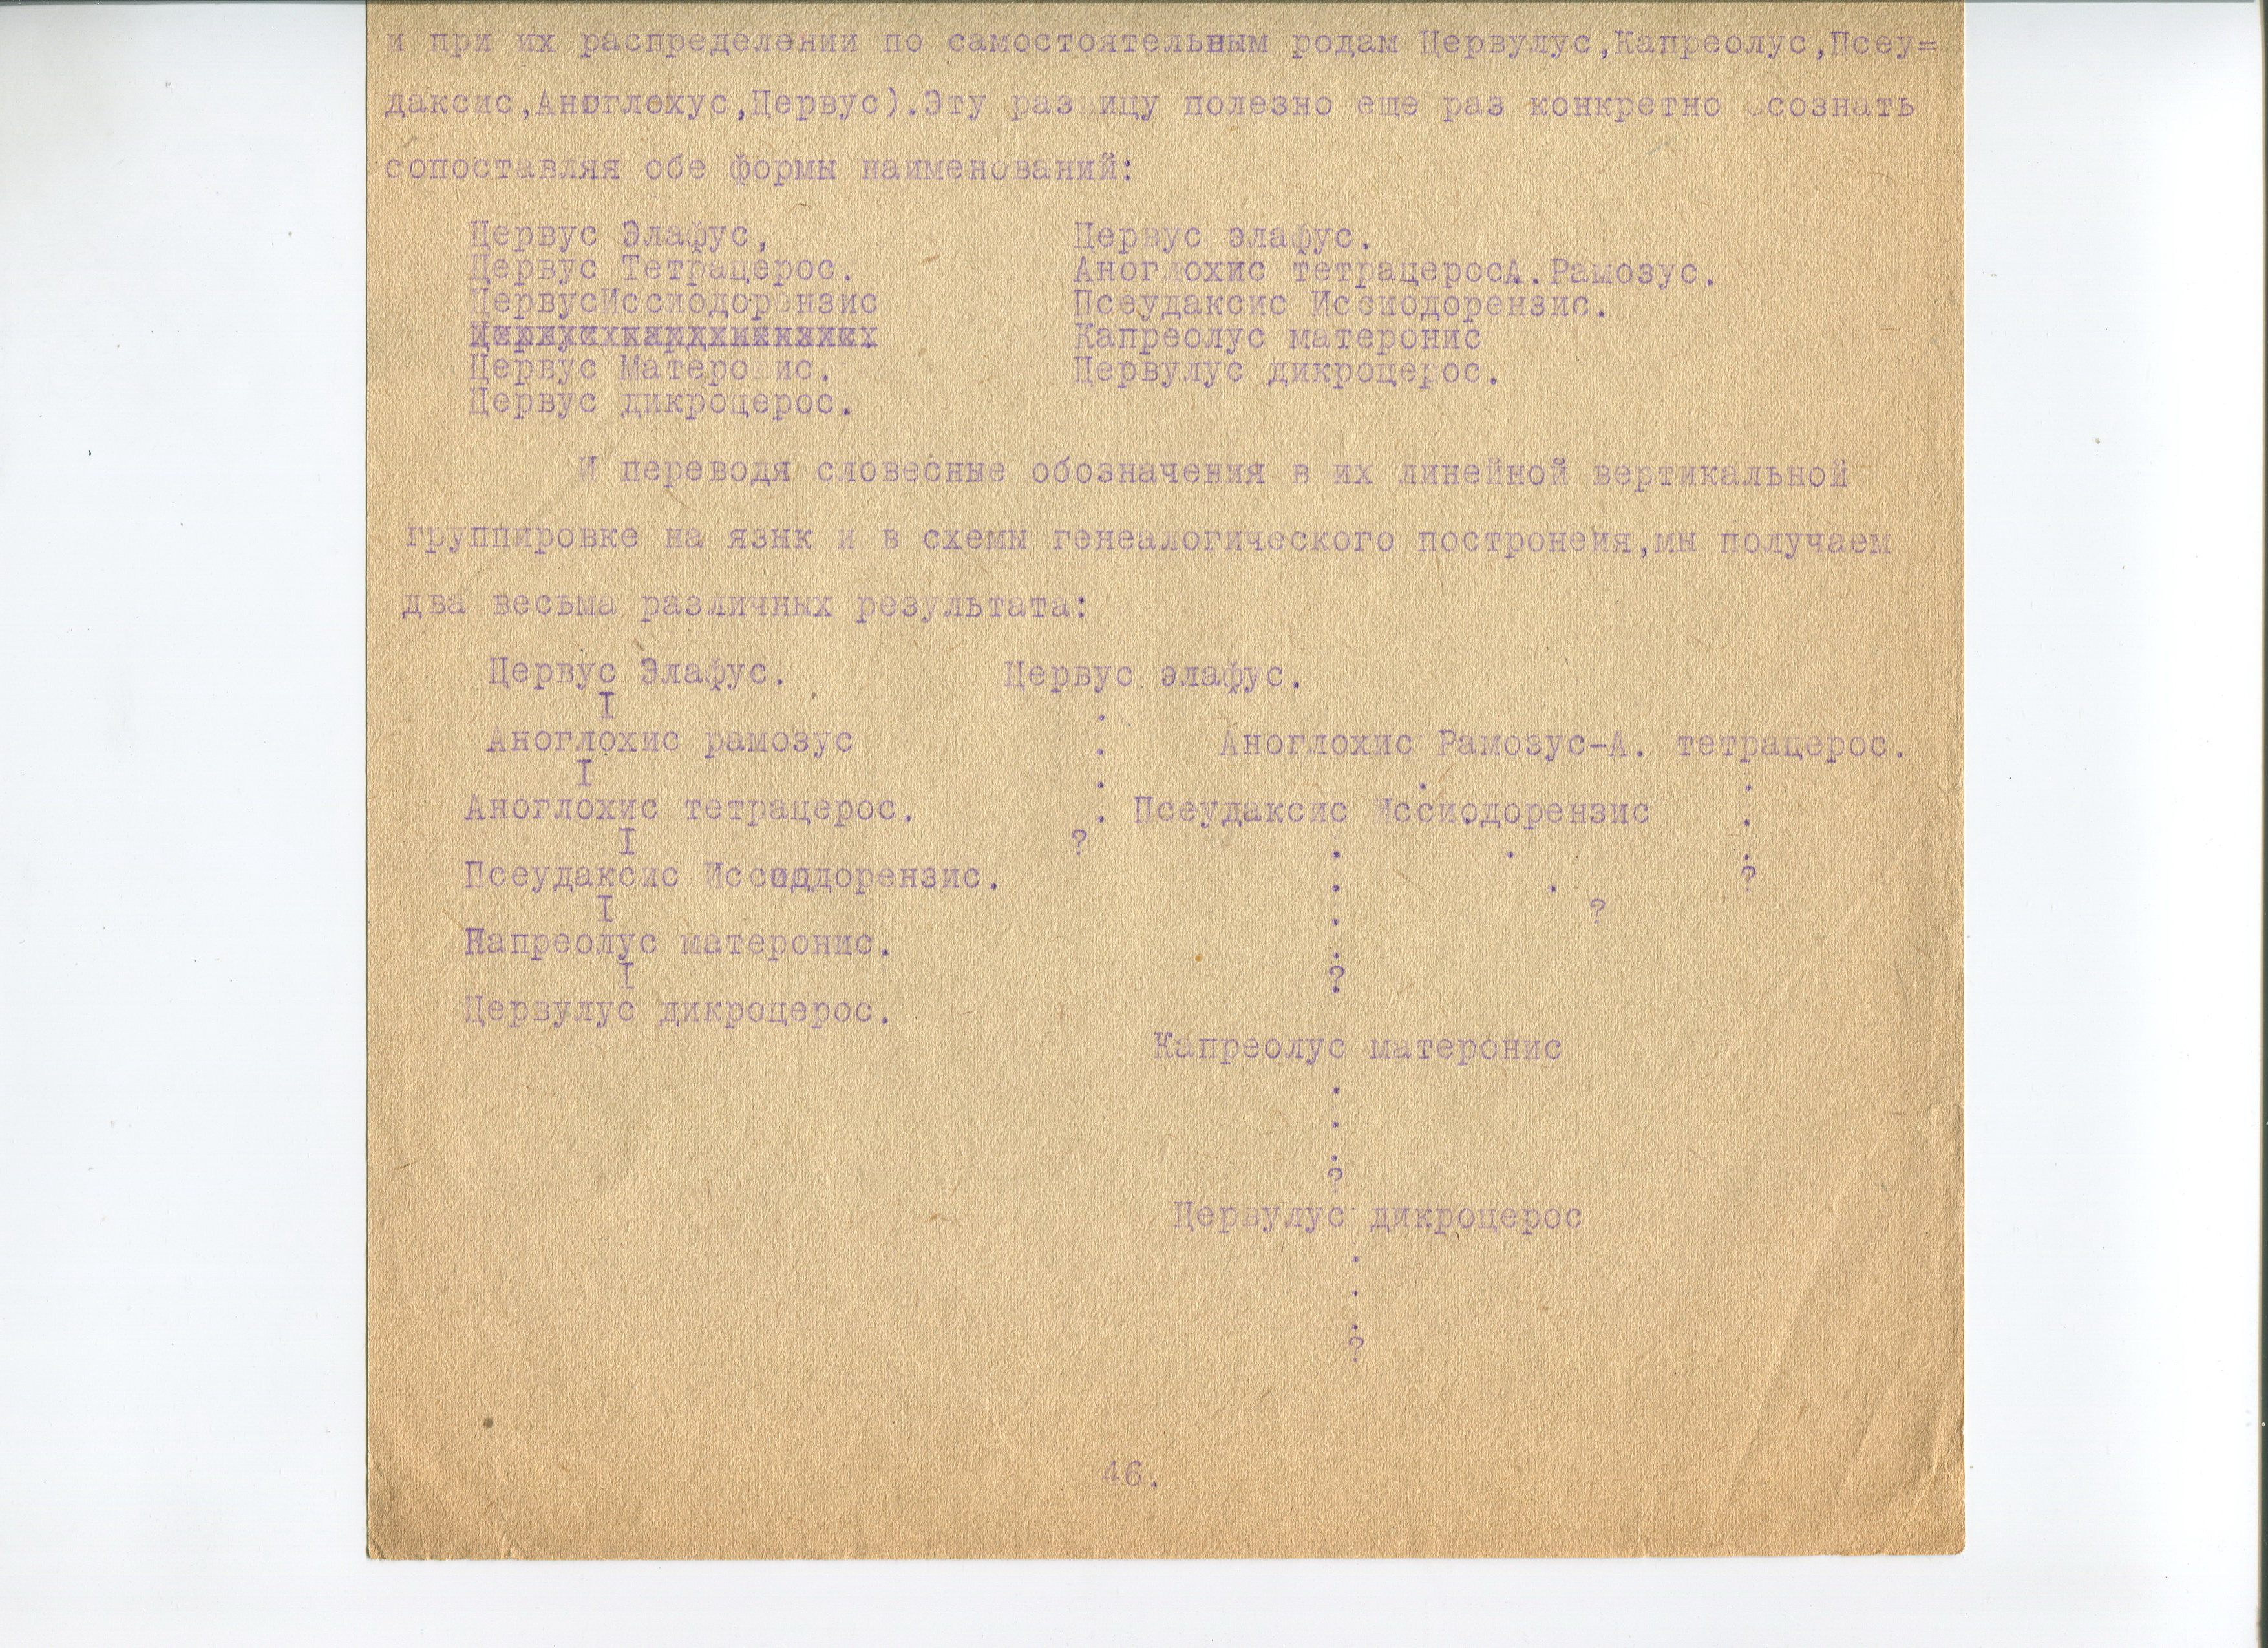 и при их распределении по самостоятельным родам Цервулус,Капреолус,Псеу=
даксис,Аноглохус,Цервус).Эту разницу полезно еще раз конкретно осознать
сопоставляя обе формы наименований:
Цервус Элафус, Цервус элафус.
Цервус Тетрацерос. Аноглохис тетрацеросА.Рамозус.
ЦервусИссиодорензис Псеудаксис Иссиодорензис.
Капреолус матеронис
Цервус Матеронис. Цервулус дикроцерос.
Цервус дикроцерос.
И переводя словесные обозначения в их линейной вертикальной
группировке на язык и в схемы генеалогического пострoнеия,мы получаем
два весьма различных результата:
Цервус Элафус. Цервус элафус.
I .
Аноглохис рамозус . Аноглохис Рамозус-А. тетрацерос.
I . . .
Аноглохис тетрацерос. . Псеудаксис Иссиодорензис .
I ? . . .
Псеудаксис Иссиодорензис. . . ?
I . ?
Капреолус матеронис. .
I ?
Цервулус дикроцерос.
Капреолус матеронис
.
.
.
?
Цервулус дикроцерос
.
.
.
?
46.